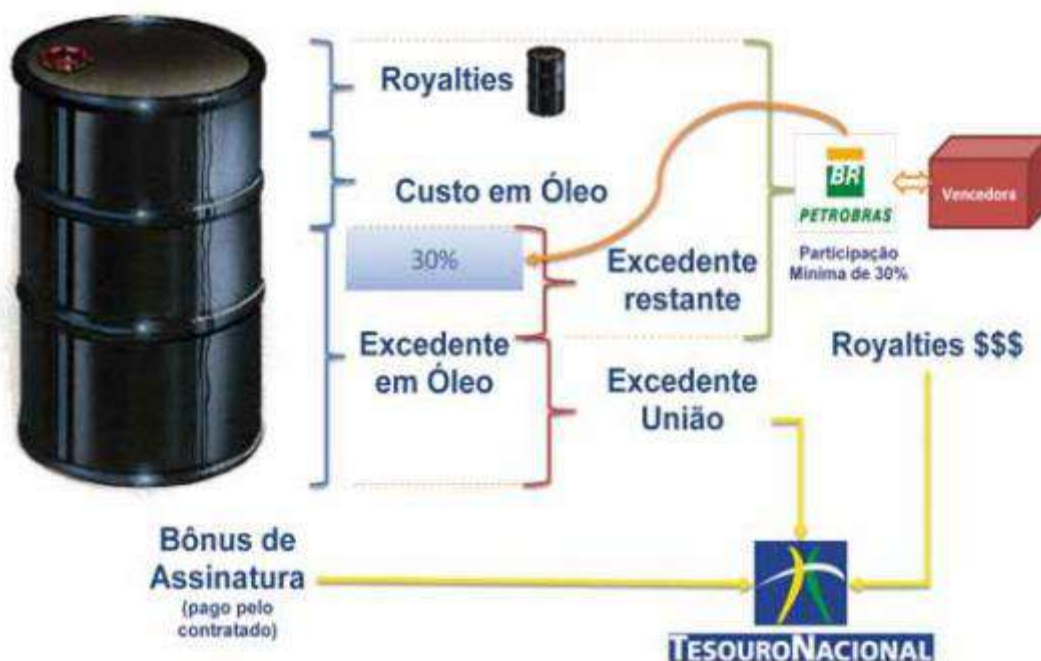 Royalties
Custo em Óleo
30%
Excedente
restante
Excedente
em Óleo
Excedente
União
BR
PETROBRAS
Participação
Mínima de 30%
Vencedora
Royalties $$$
Bônus de
Assinatura
(pago pelo
contratado)
TESOURONACIONAL